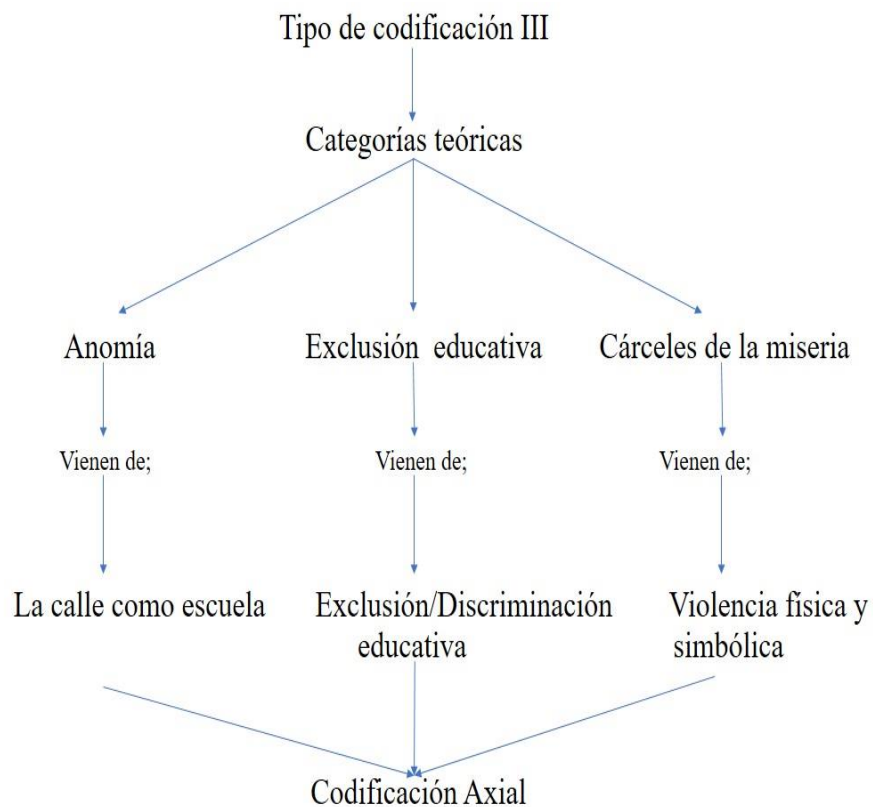 Tipo de codificación III
Categorías teóricas
Anomía
Exclusión educativa
Cárceles de la miseria
Vienen de;
Vienen de;
Vienen de;
La calle como escuela
Exclusión/Discriminación
educativa
Violencia física y
simbólica
Codificación Axial